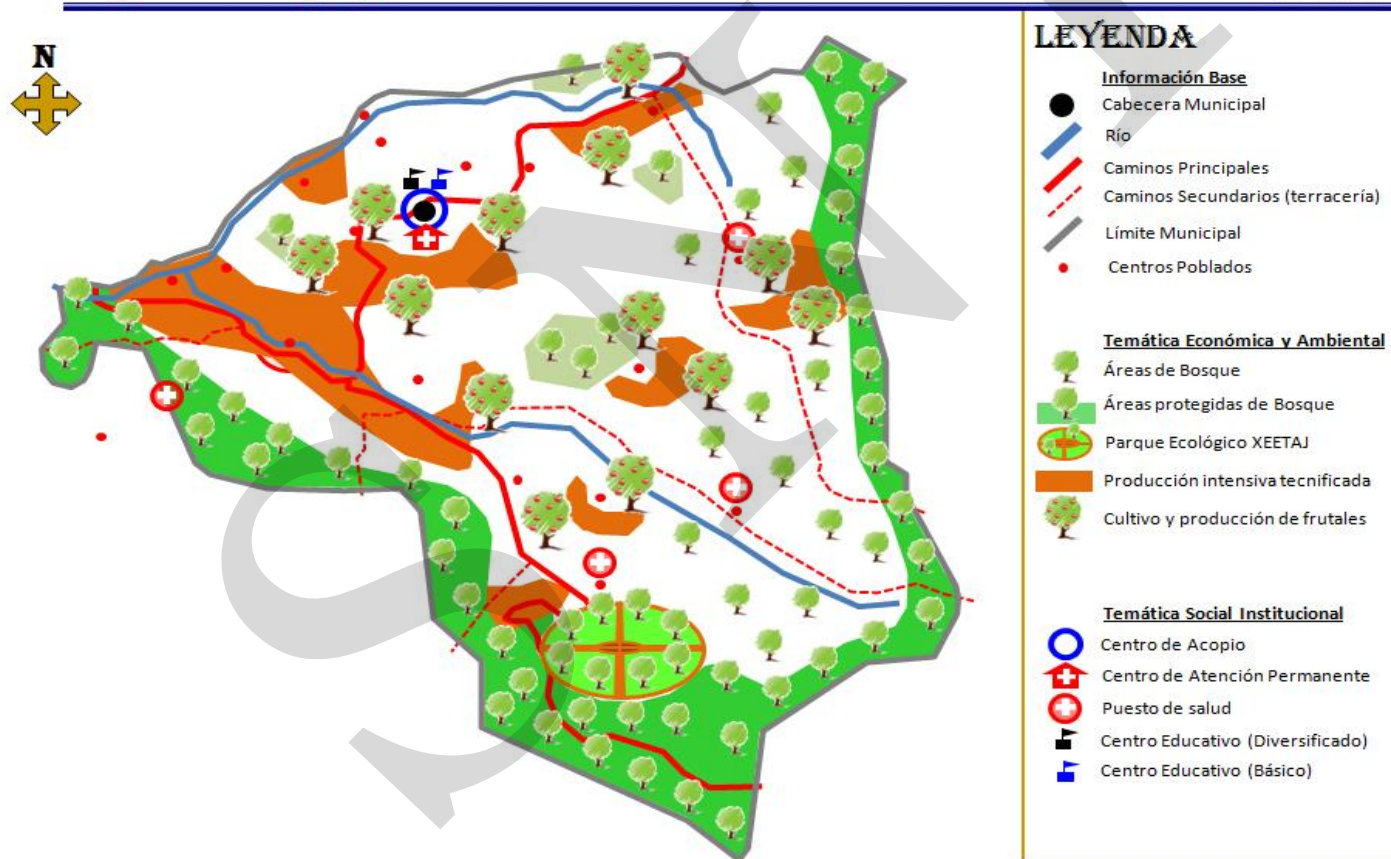 N
LEYENDA
Información Base
Cabecera Municipal
Río
Caminos Principales
Caminos Secundarios (terracería)
Límite Municipal
Centros Poblados
Temática Económica y Ambiental
Áreas de Bosque
Áreas protegidas de Bosque
Parque Ecológico XEETAJ
Producción intensiva tecnificada
Cultivo y producción de frutales
Temática Social Institucional
Centro de Acopio
Centro de Atención Permanente
Puesto de salud
Centro Educativo (Diversificado)
Centro Educativo (Básico)